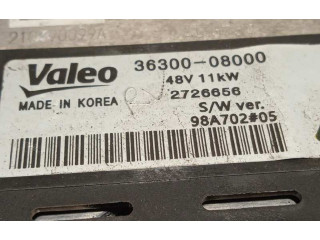 Valeo 36300-08000
48V 11kW
MADE IN KOREA 2726656
S/W ver.
98A702#05